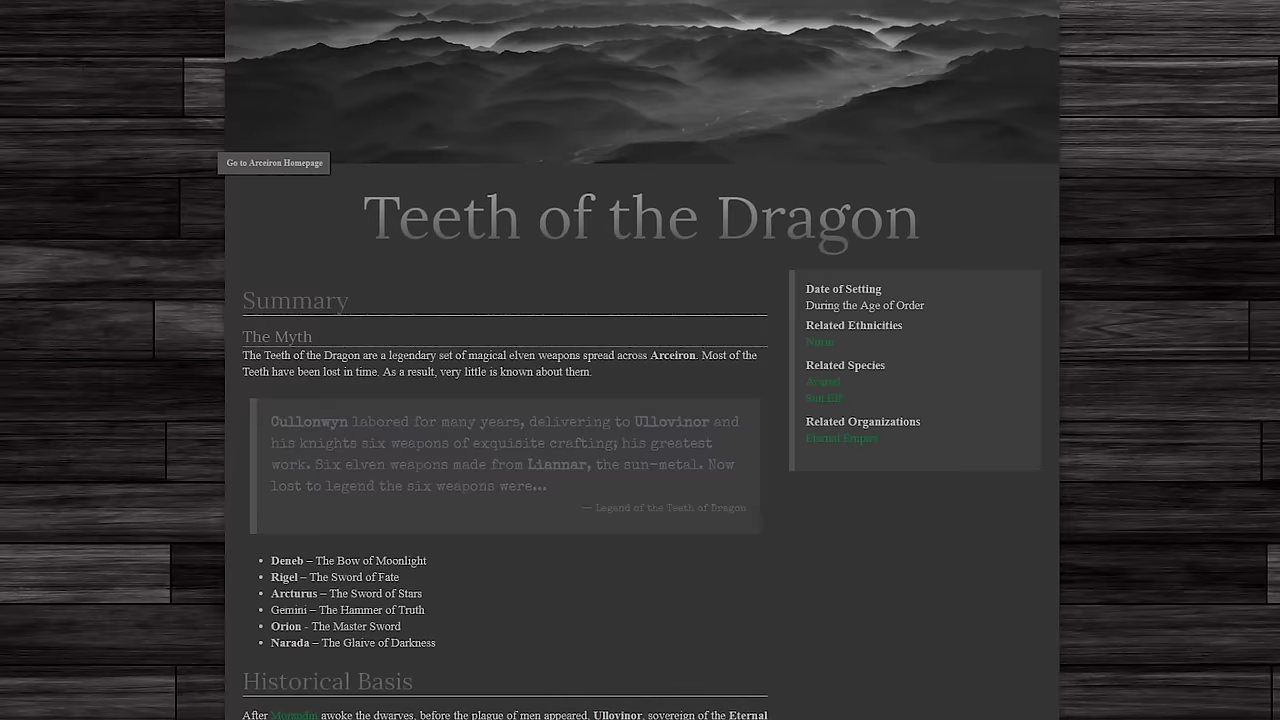 Go to Arceiron Homepage
Teeth of the Dragon
Summary
The Myth
The Teeth of the Dragon are a legendary set of magical elven weapons spread across Arceiron. Most of the
Teeth have been lost in time. As a result, very little is known about them.
Cullonwyn labored for many years, delivering to Ullovinor and
his knights six weapons of exquisite crafting; his greatest
work. Six elven weapons made from Liannar, the sun-metal. Now
lost to legend the six weapons were...
— Legend of the Teeth of Dragon
• Deneb – The Bow of Moonlight
• Rigel – The Sword of Fate
• Arcturus – The Sword of Stars
• Gemini – The Hammer of Truth
• Orion - The Master Sword
• Narada – The Glaive of Darkness
Historical Basis
After Morandin awoke the dwarves, before the plague of men appeared, Ullovinor, sovereign of the Eternal
Date of Setting
During the Age of Order
Related Ethnicities
Related Species
Sun Elf
Related Organizations
Eternal Empire